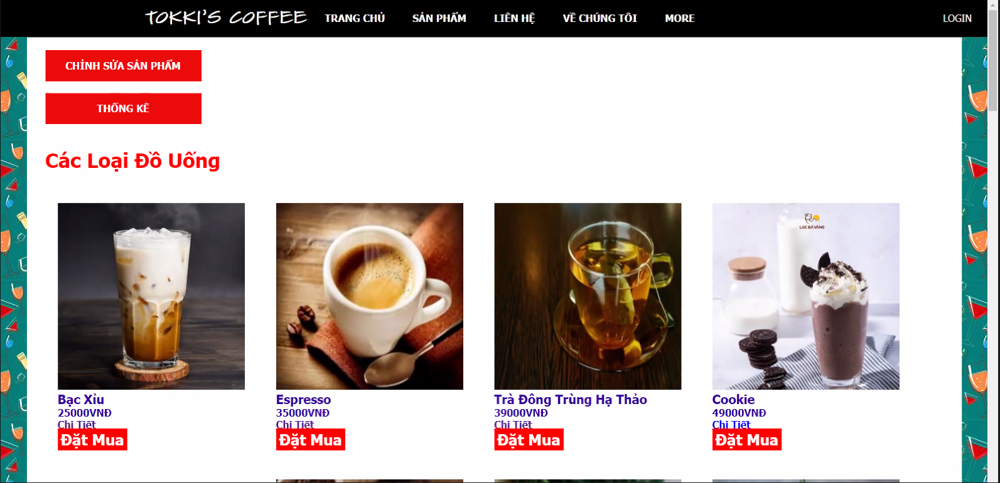 TOKKI'S COFFEE TRANG CHỦ SẢN PHẨM LIÊN HỆ VỀ CHÚNG TÔI MORE LOGIN
CHỈNH SỬA SẢN PHẨM
THỐNG KÊ
Các Loại Đồ Uống
LẠC ĐÀ VÀNG
Bạc Xỉu
25000VNĐ
Chi Tiết
Đặt Mua
Espresso
35000VNĐ
Chi Tiết
Đặt Mua
Trà Đông Trùng Hạ Thảo
39000VNĐ
Chi Tiết
Đặt Mua
Cookie
49000VNĐ
Chi Tiết
Đặt Mua